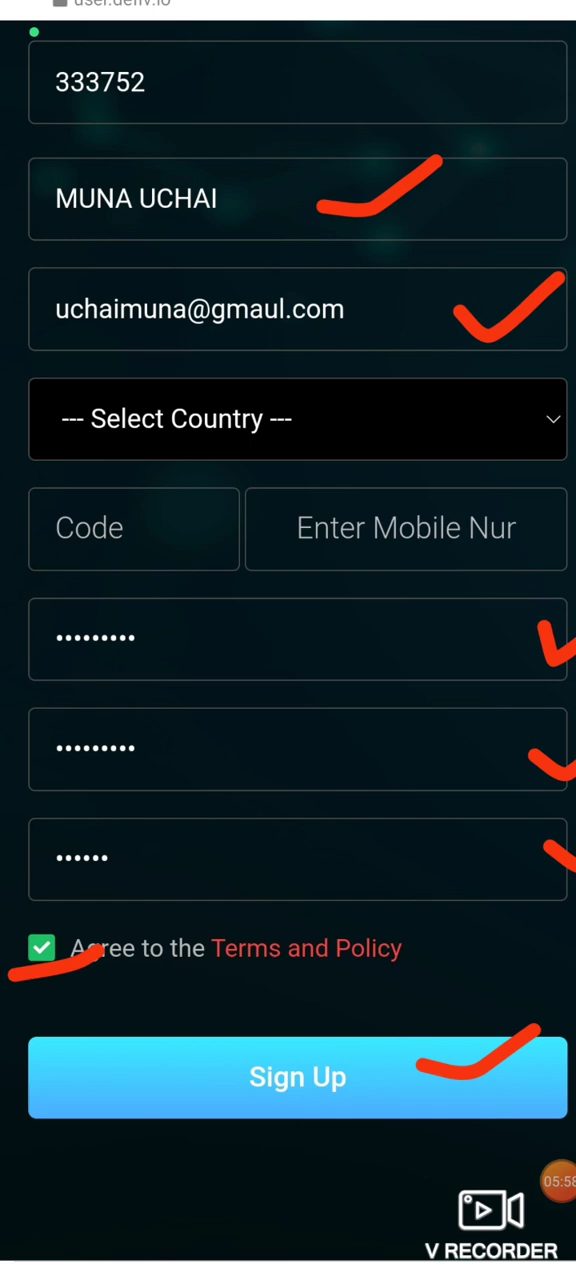 333752
MUNA UCHAI
uchaimuna@gmaul.com
--- Select Country ---
Code
Enter Mobile Nur
•••••••••
•••••••••
••••••
Agree to the Terms and Policy
Sign Up
05:58
V RECORDER